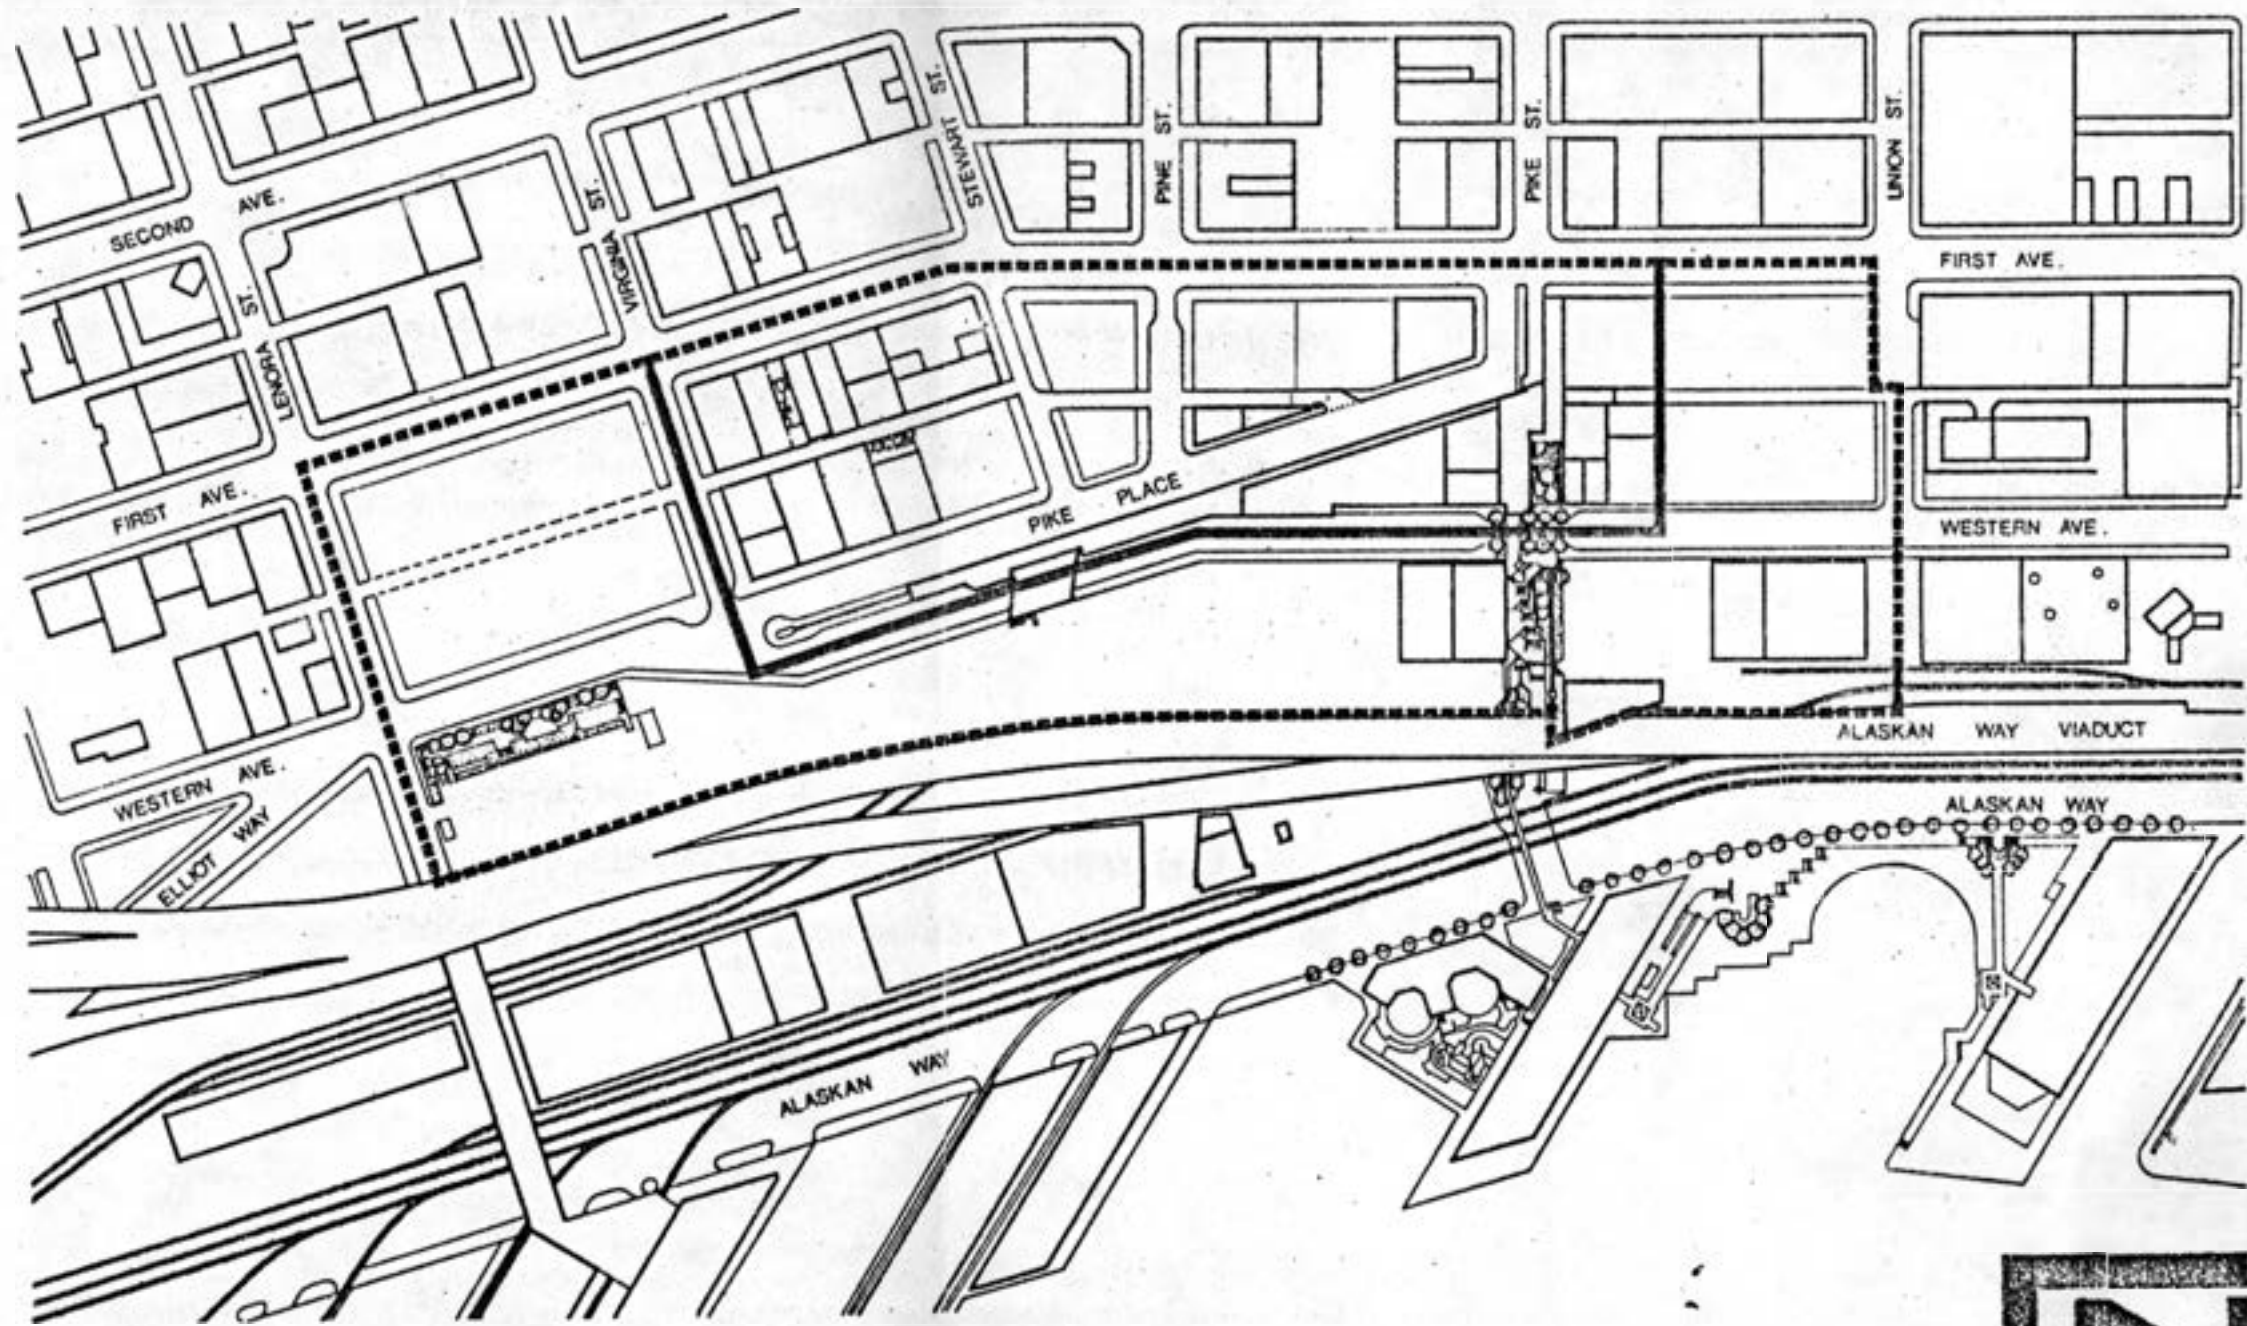 SECOND AVE.
LENORA ST.
VIRGINIA ST.
STEWART ST.
PINE ST.
PIKE ST.
UNION ST.
FIRST AVE.
FIRST AVE.
PIKE PLACE
WESTERN AVE.
WESTERN AVE.
ELLIOT WAY
ALASKAN WAY VIADUCT
ALASKAN WAY
ALASKAN WAY